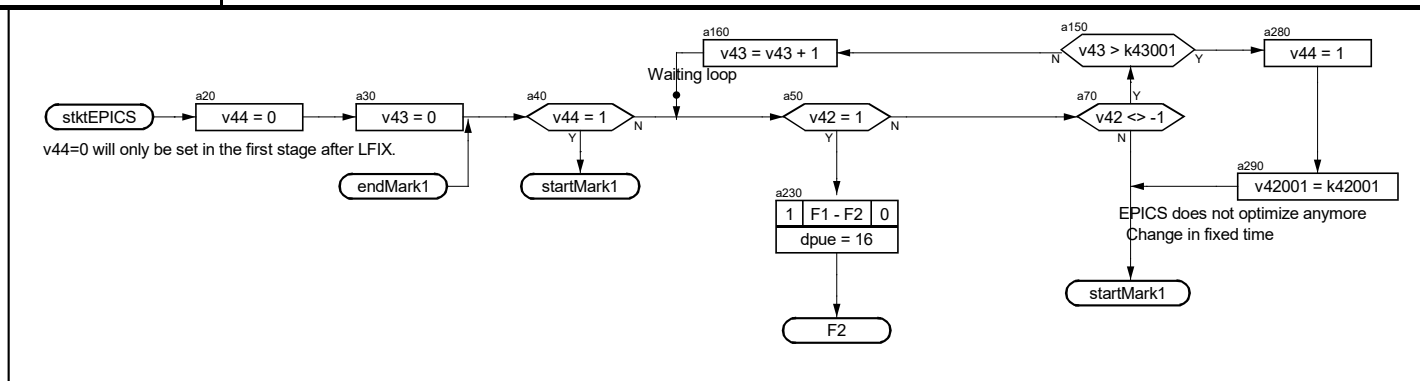 a150
a160
a280
v43 = v43 + 1
v43 > k43001
v44 = 1
N
Y
Waiting loop
a20
a30
a40
a50
a70
Y
stktEPICS
v44 = 0
v43 = 0
v44 = 1
v42 = 1
v42 <> -1
N
N
Y
Y
N
v44=0 will only be set in the first stage after LFIX.
a290
endMark1
startMark1
v42001 = k42001
a230
1 F1 - F2 0
EPICS does not optimize anymore
dpue = 16
Change in fixed time
startMark1
F2